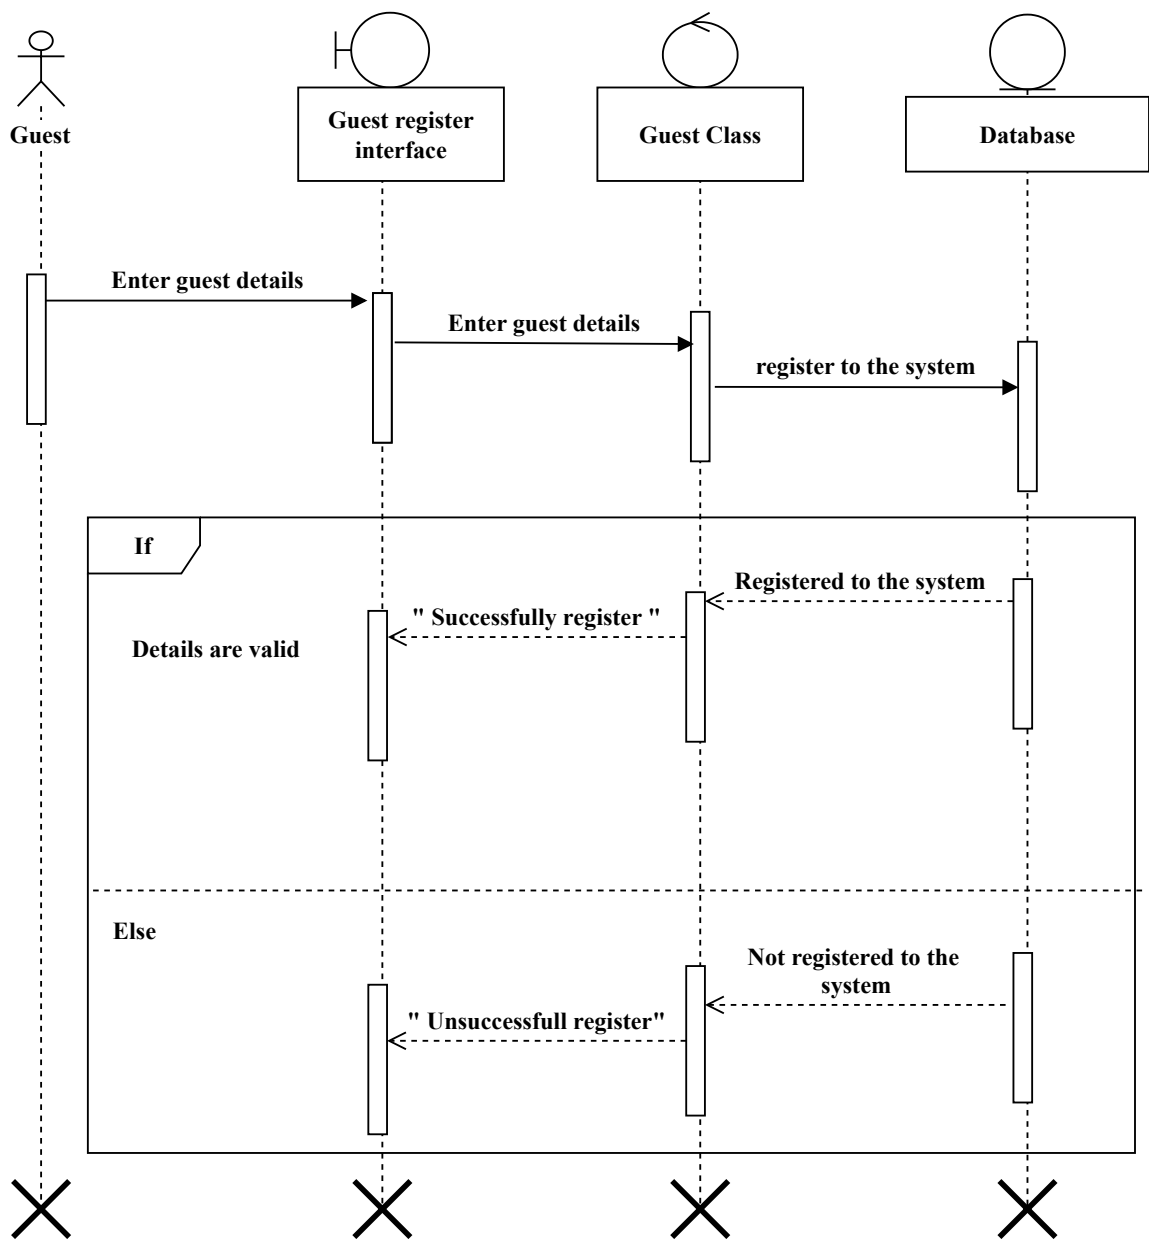 Guest
Guest register
interface
Guest Class
Database
Enter guest details
Enter guest details
register to the system
If
Registered to the system
" Successfully register "
Details are valid
Else
Not registered to the
system
" Unsuccessfull register"